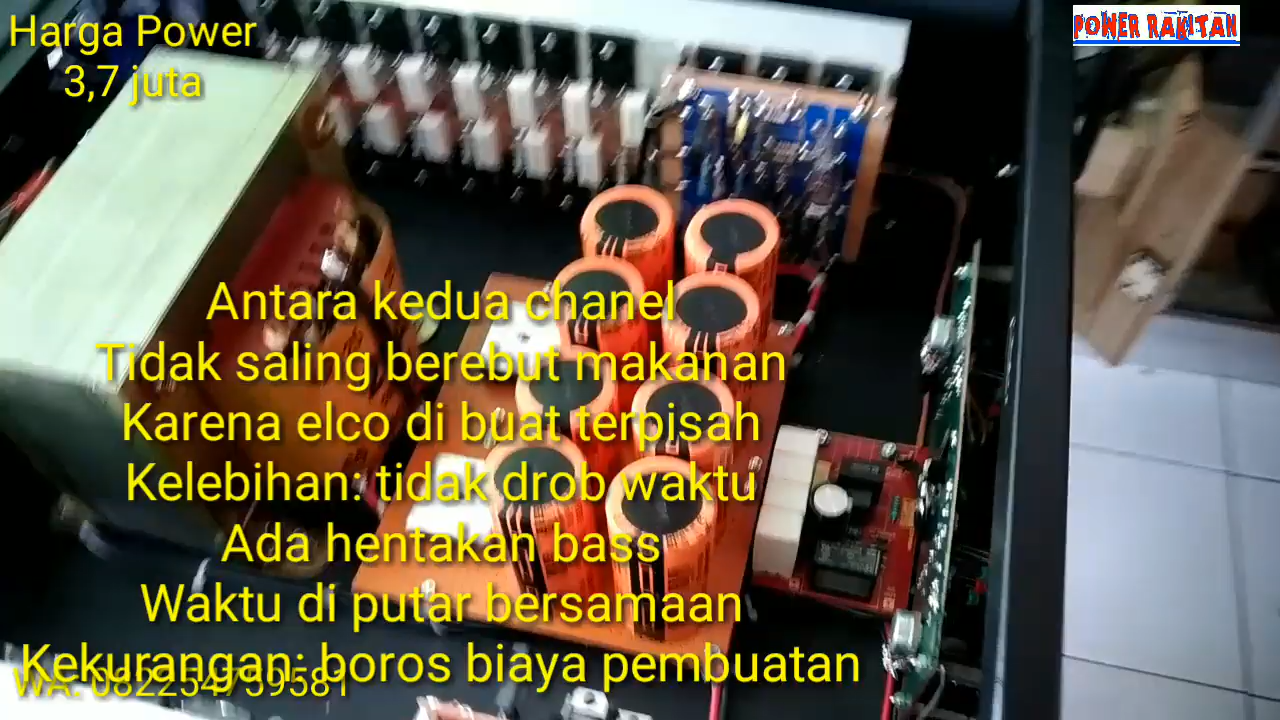 Harga Power
3,7 juta
POWER RAKITAN
Antara kedua chanel
Tidak saling berebut makanan
Karena elco di buat terpisah
Kelebihan: tidak drob waktu
Ada hentakan bass
Waktu di putar bersamaan
Kekurangan: boros biaya pembuatan
WA: 082254759581